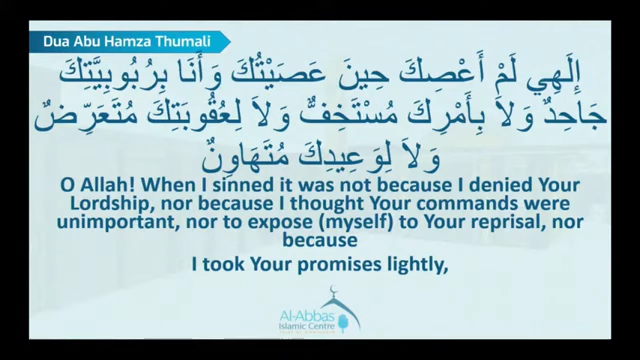 Dua Abu Hamza Thumali
إِلَهِي لَمْ أَعْصِكَ حِينَ عَصَيْتُكَ وَأَنَا بِرُبُوبِيَّتِكَ
جَاحِدٌ وَلاَ بِأَمْرِكَ مُسْتَخِفٌّ وَلاَ لِعُقُوبَتِكَ مُتَعَرِّضٌ
وَلاَ لِوَعِيدِكَ مُتَهَاوِنٌ
O Allah! When I sinned it was not because I denied Your
Lordship, nor because I thought Your commands were
unimportant, nor to expose (myself) to Your reprisal, nor
because
I took Your promises lightly,
Al-Abbas
Islamic Centre